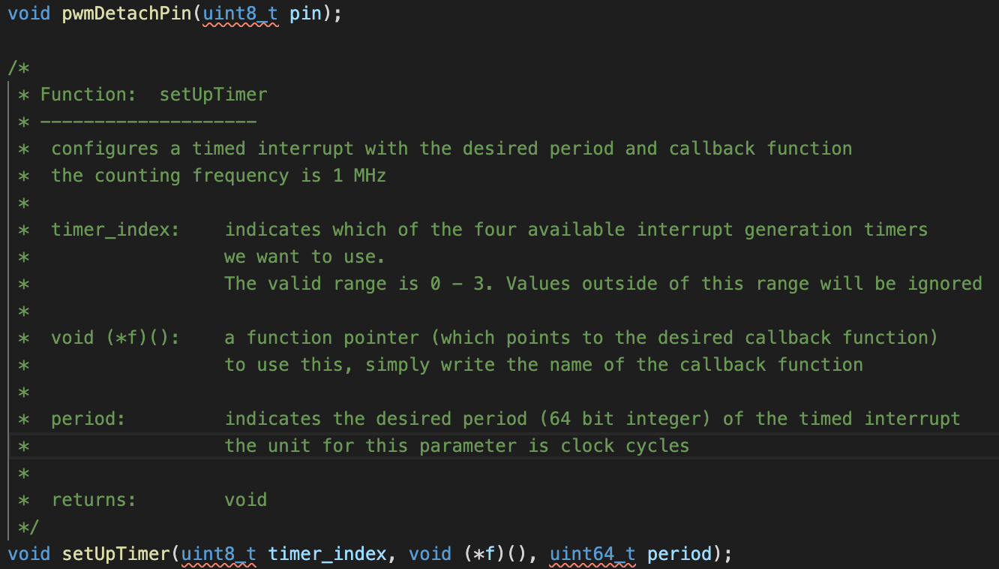 void pwmDetachPin(uint8_t pin);
/*
* Function:  setUpTimer
* --------------------
*  configures a timed interrupt with the desired period and callback function
*  the counting frequency is 1 MHz
*
*  timer_index:    indicates which of the four available interrupt generation timers
*                  we want to use.
*                  The valid range is 0 - 3. Values outside of this range will be ignored
*
*  void (*f)():    a function pointer (which points to the desired callback function)
*                  to use this, simply write the name of the callback function
*
*  period:         indicates the desired period (64 bit integer) of the timed interrupt
*                  the unit for this parameter is clock cycles
*
*  returns:        void
*/
void setUpTimer(uint8_t timer_index, void (*f)(), uint64_t period);